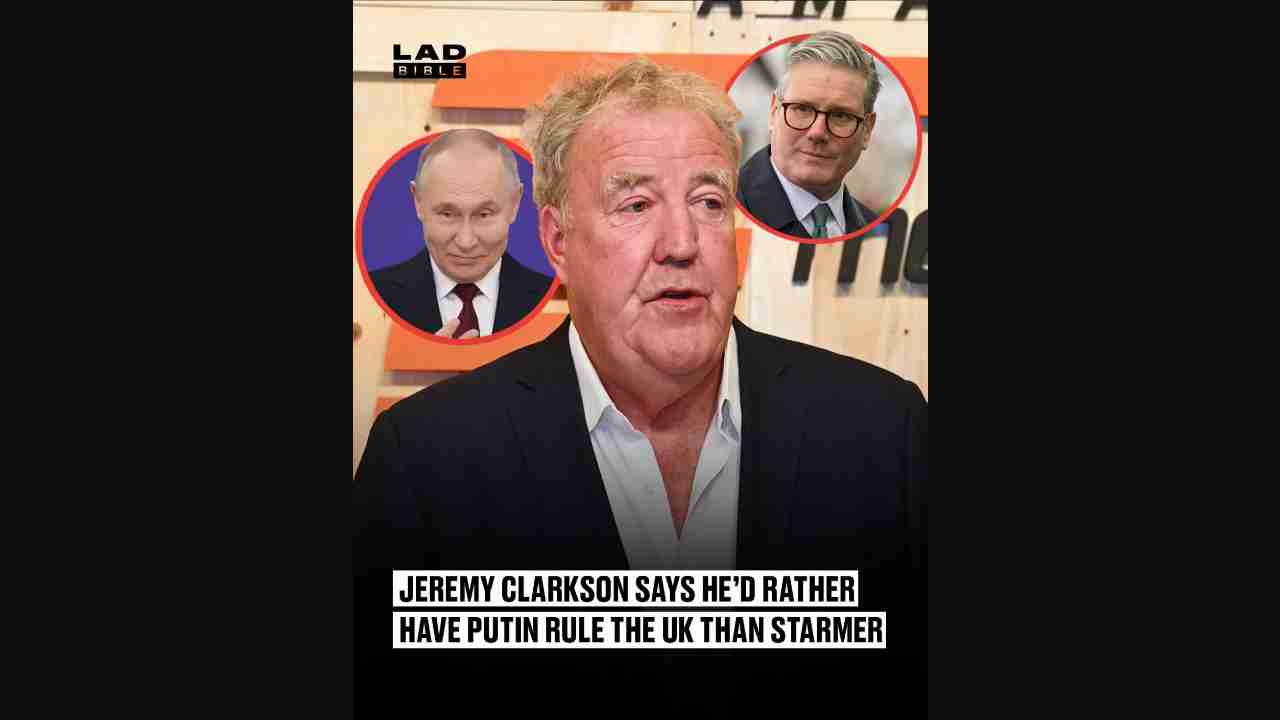 LAD
BIBLE
JEREMY CLARKSON SAYS HE'D RATHER
HAVE PUTIN RULE THE UK THAN STARMER